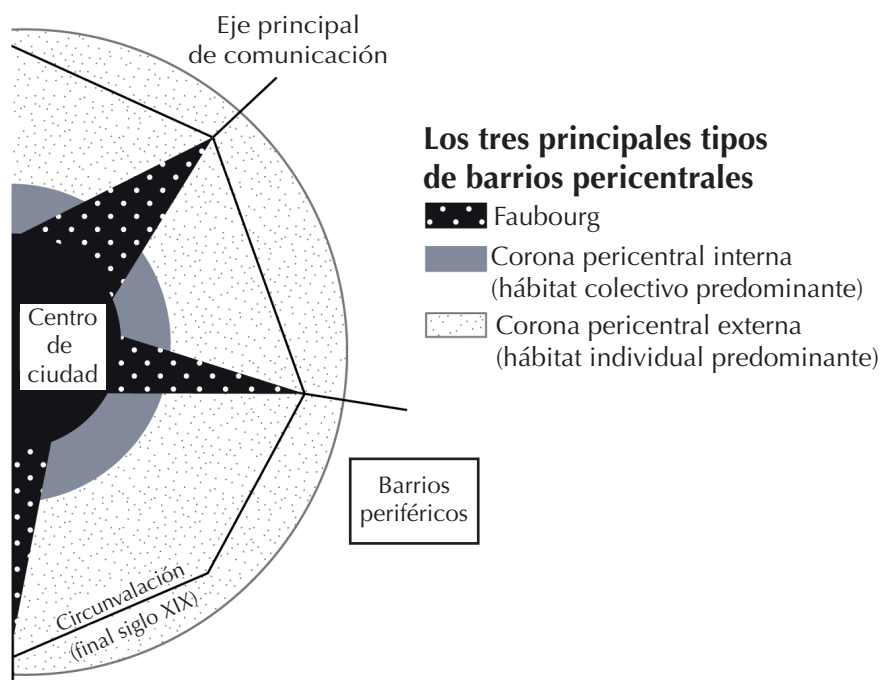 Eje principal
de comunicación
Los tres principales tipos
de barrios pericentrales
Faubourg
Corona pericentral interna
(hábitat colectivo predominante)
Corona pericentral externa
(hábitat individual predominante)
Centro
de
ciudad
Barrios
periféricos
Circunvalación
(final siglo XIX)